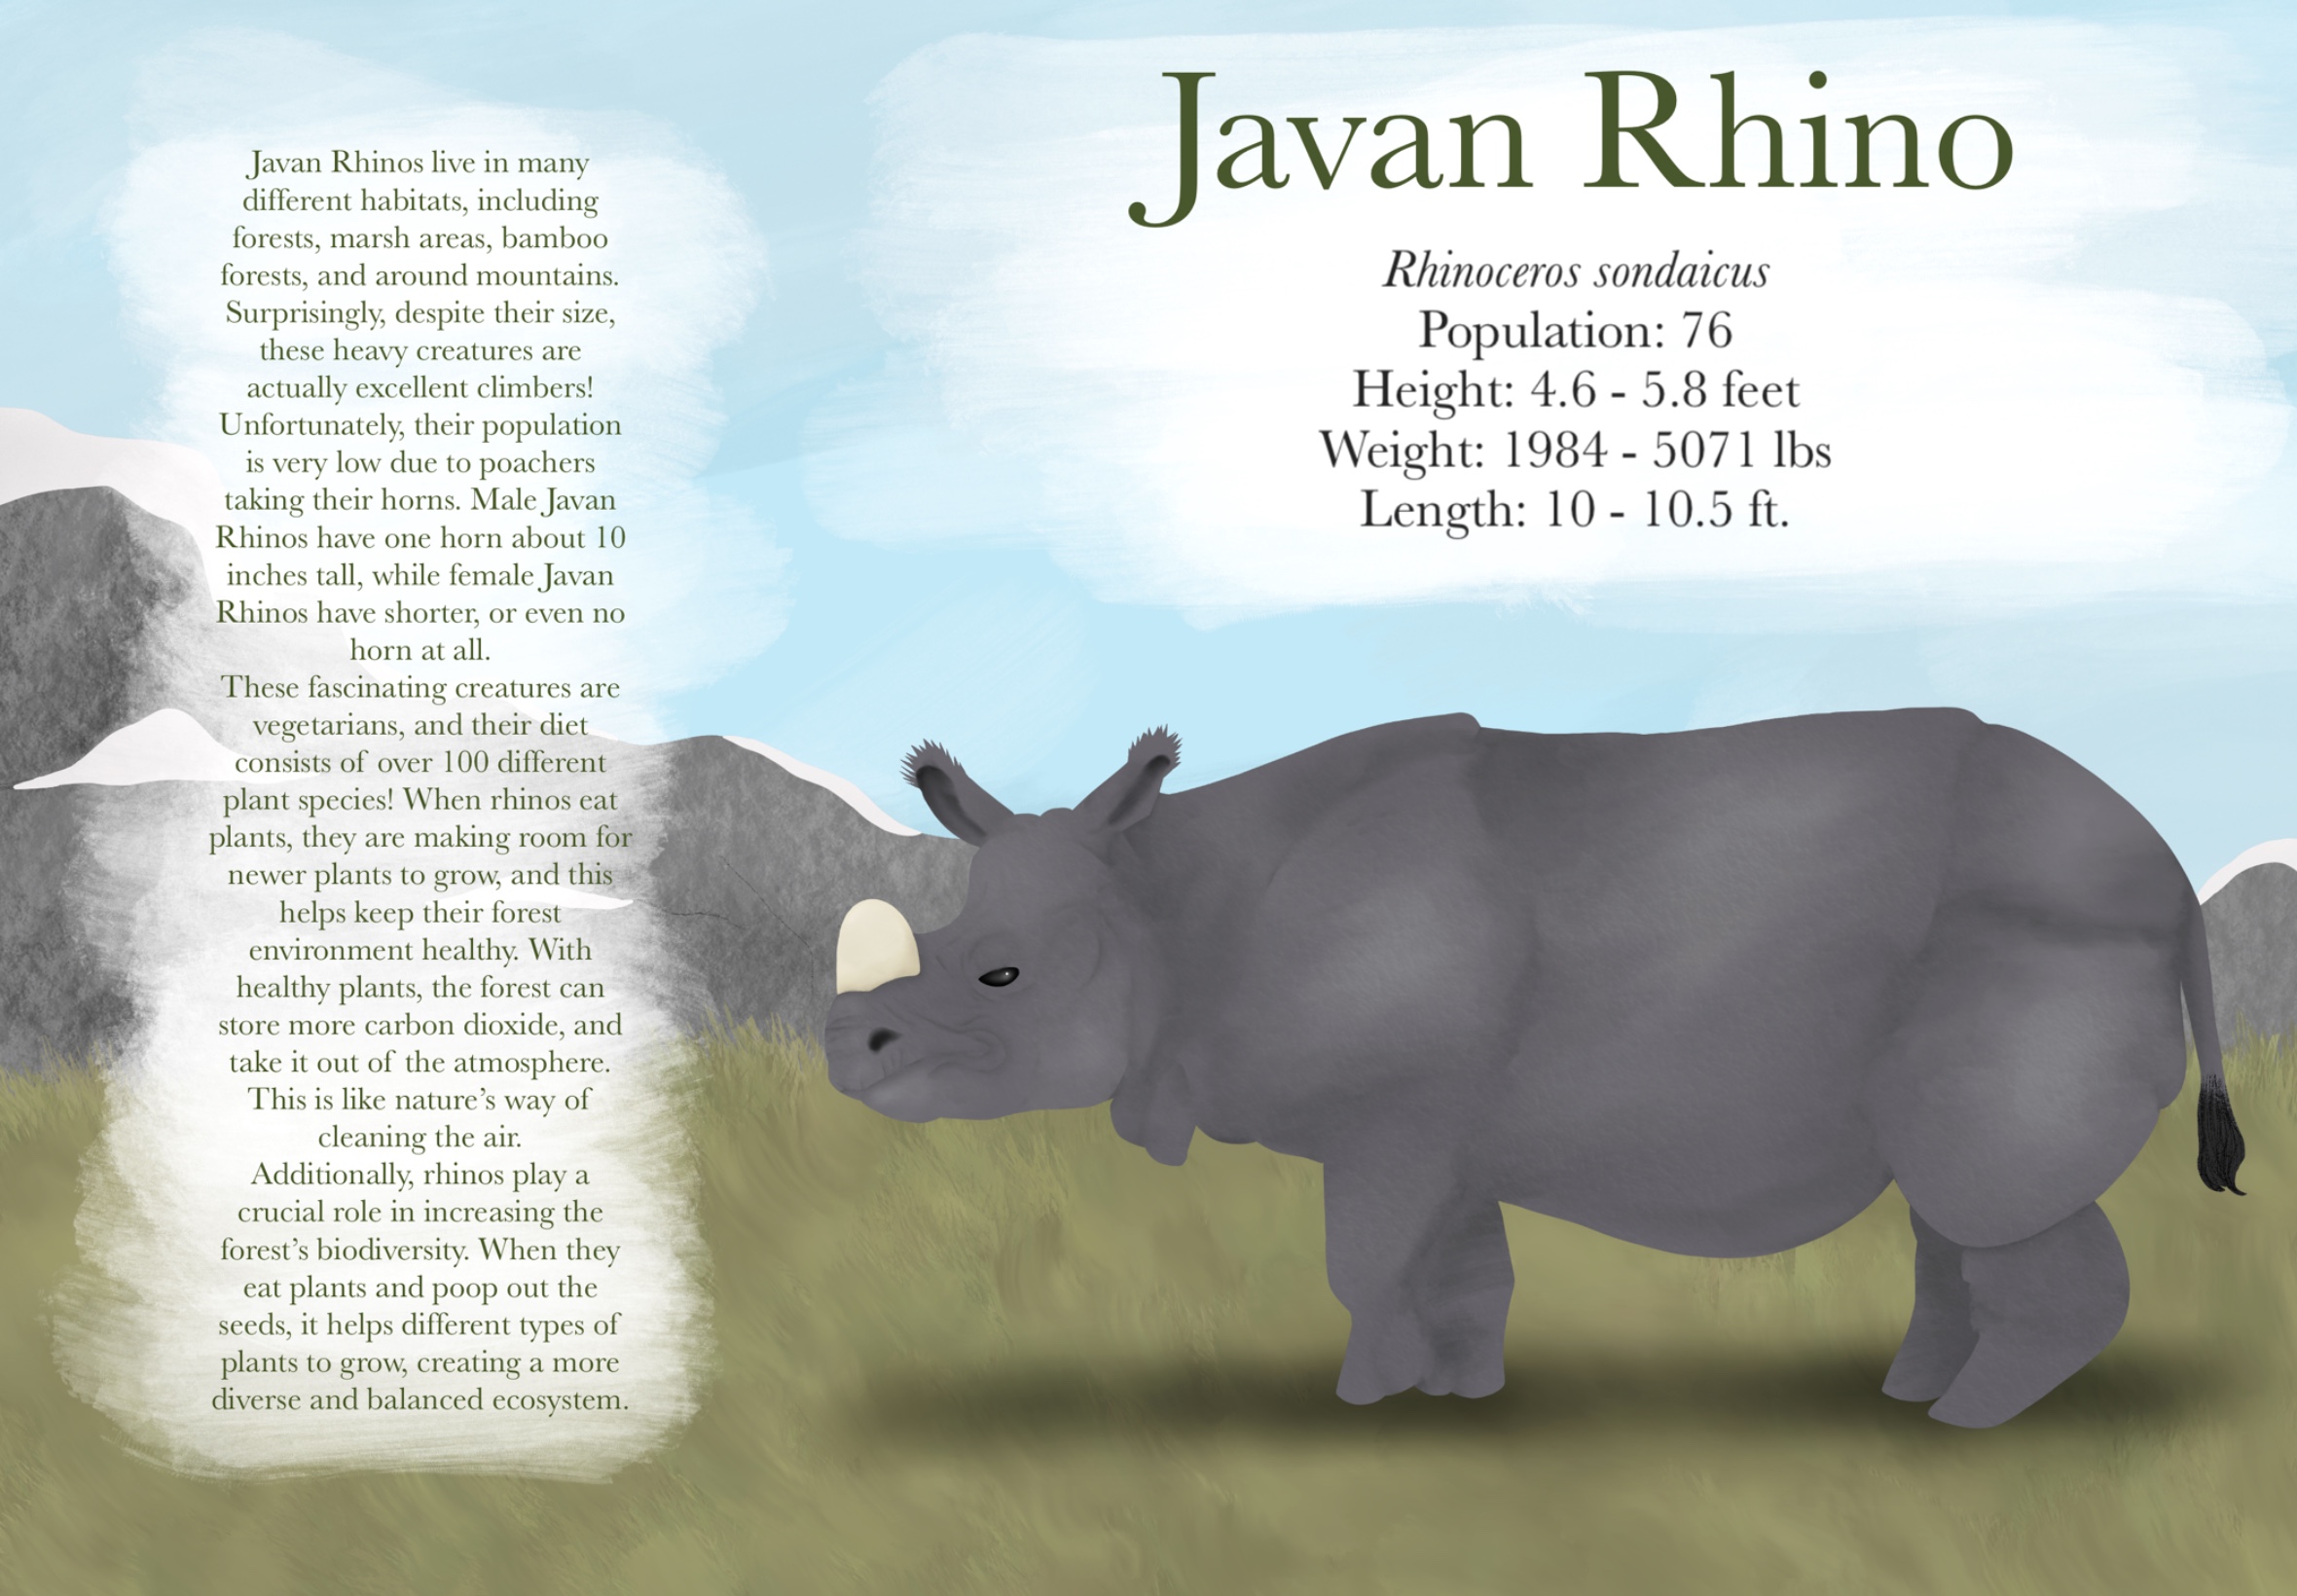 Javan Rhino
Rhinoceros sondaicus
Population: 76
Height: 4.6 - 5.8 feet
Weight: 1984 - 5071 lbs
Length: 10 - 10.5 ft.
Javan Rhinos live in many
different habitats, including
forests, marsh areas, bamboo
forests, and around mountains.
Surprisingly, despite their size,
these heavy creatures are
actually excellent climbers!
Unfortunately, their population
is very low due to poachers
taking their horns. Male Javan
Rhinos have one horn about 10
inches tall, while female Javan
Rhinos have shorter, or even no
horn at all.
These fascinating creatures are
vegetarians, and their diet
consists of over 100 different
plant species! When rhinos eat
plants, they are making room for
newer plants to grow, and this
helps keep their forest
environment healthy. With
healthy plants, the forest can
store more carbon dioxide, and
take it out of the atmosphere.
This is like nature's way of
cleaning the air.
Additionally, rhinos play a
crucial role in increasing the
forest's biodiversity. When they
eat plants and poop out the
seeds, it helps different types of
plants to grow, creating a more
diverse and balanced ecosystem.